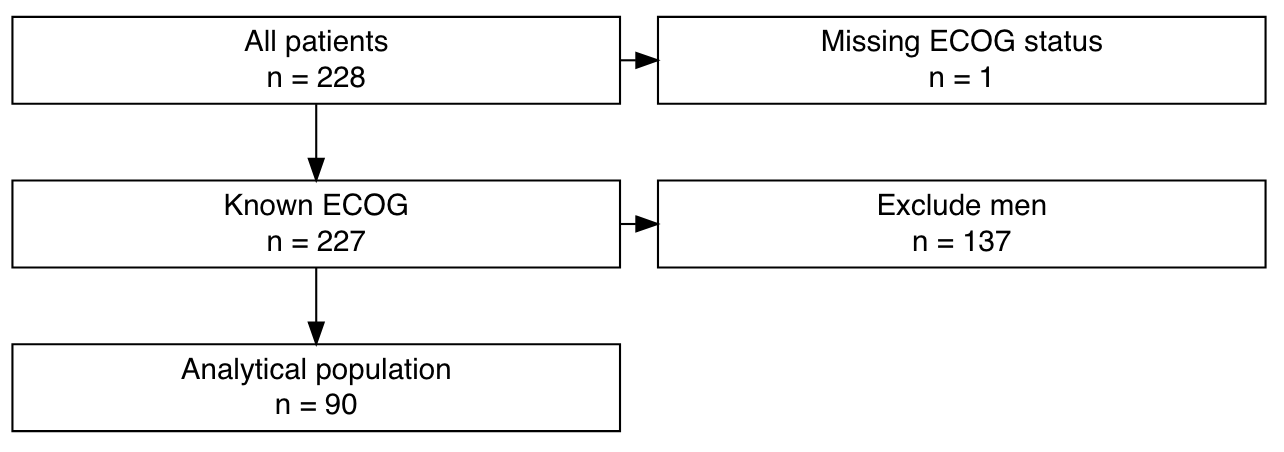 All patients
n = 228
Missing ECOG status
n = 1
Known ECOG
n = 227
Exclude men
n = 137
Analytical population
n = 90